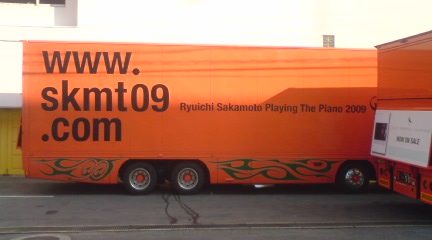 www.
skmt09
.com
Ryuichi Sakamoto Playing The Piano 2009
NOW ON SALE